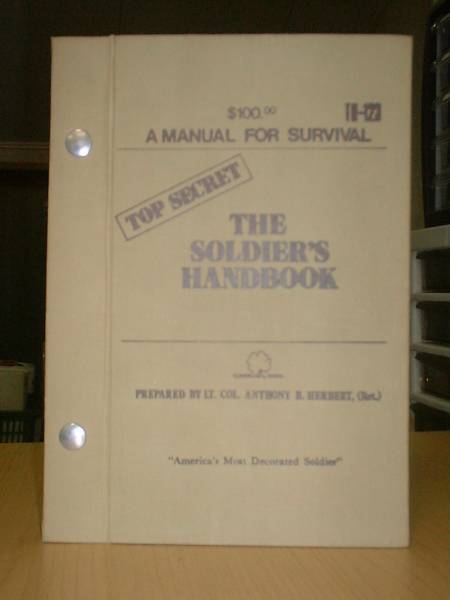 $100.00
A MANUAL FOR SURVIVAL
TOP SECRET
THE
SOLDIER'S
HANDBOOK
PREPARED BY LT. COL. ANTHONY B. HERBERT, (Ret.)
"America's Most Decorated Soldier"